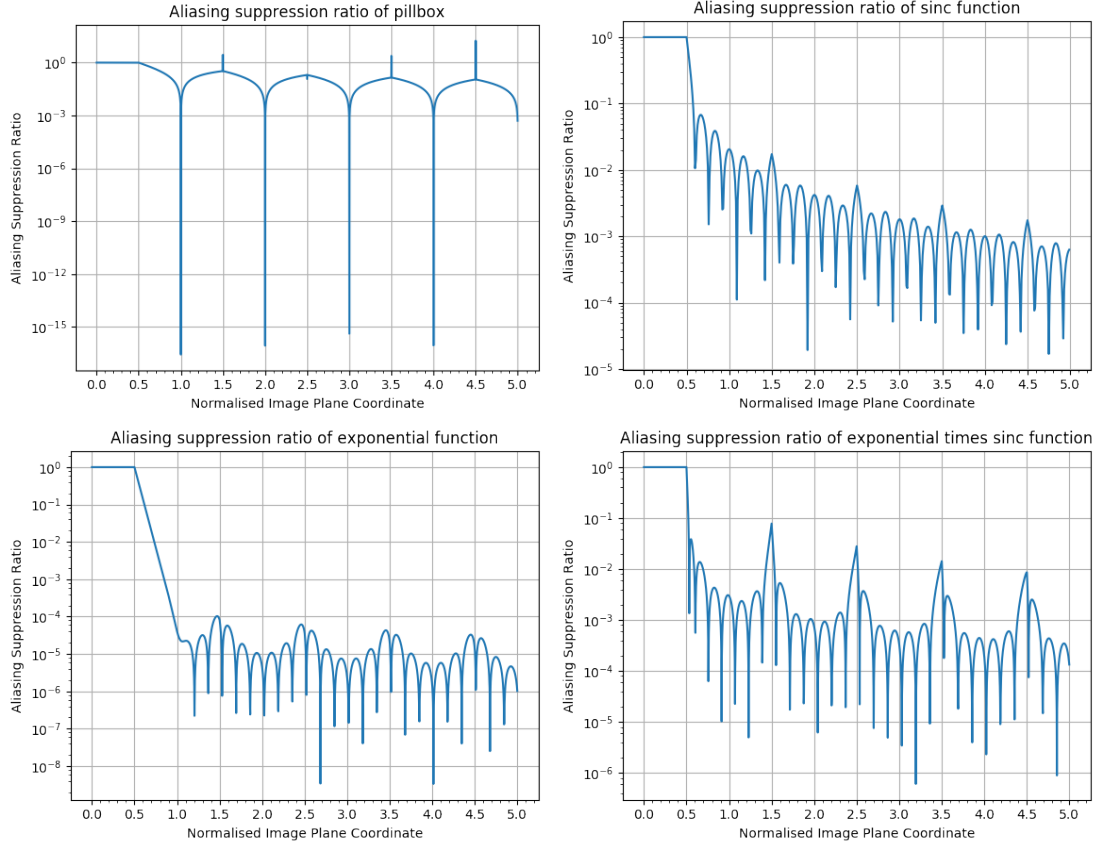 Aliasing suppression ratio of pillbox
Aliasing Suppression Ratio
10⁰
10⁻³
10⁻⁶
10⁻⁹
10⁻¹²
10⁻¹⁵
0.0 0.5 1.0 1.5 2.0 2.5 3.0 3.5 4.0 4.5 5.0
Normalised Image Plane Coordinate
Aliasing suppression ratio of sinc function
Aliasing Suppression Ratio
10⁰
10⁻¹
10⁻²
10⁻³
10⁻⁴
10⁻⁵
0.0 0.5 1.0 1.5 2.0 2.5 3.0 3.5 4.0 4.5 5.0
Normalised Image Plane Coordinate
Aliasing suppression ratio of exponential function
Aliasing Suppression Ratio
10⁰
10⁻¹
10⁻²
10⁻³
10⁻⁴
10⁻⁵
10⁻⁶
10⁻⁷
10⁻⁸
0.0 0.5 1.0 1.5 2.0 2.5 3.0 3.5 4.0 4.5 5.0
Normalised Image Plane Coordinate
Aliasing suppression ratio of exponential times sinc function
Aliasing Suppression Ratio
10⁰
10⁻¹
10⁻²
10⁻³
10⁻⁴
10⁻⁵
10⁻⁶
0.0 0.5 1.0 1.5 2.0 2.5 3.0 3.5 4.0 4.5 5.0
Normalised Image Plane Coordinate